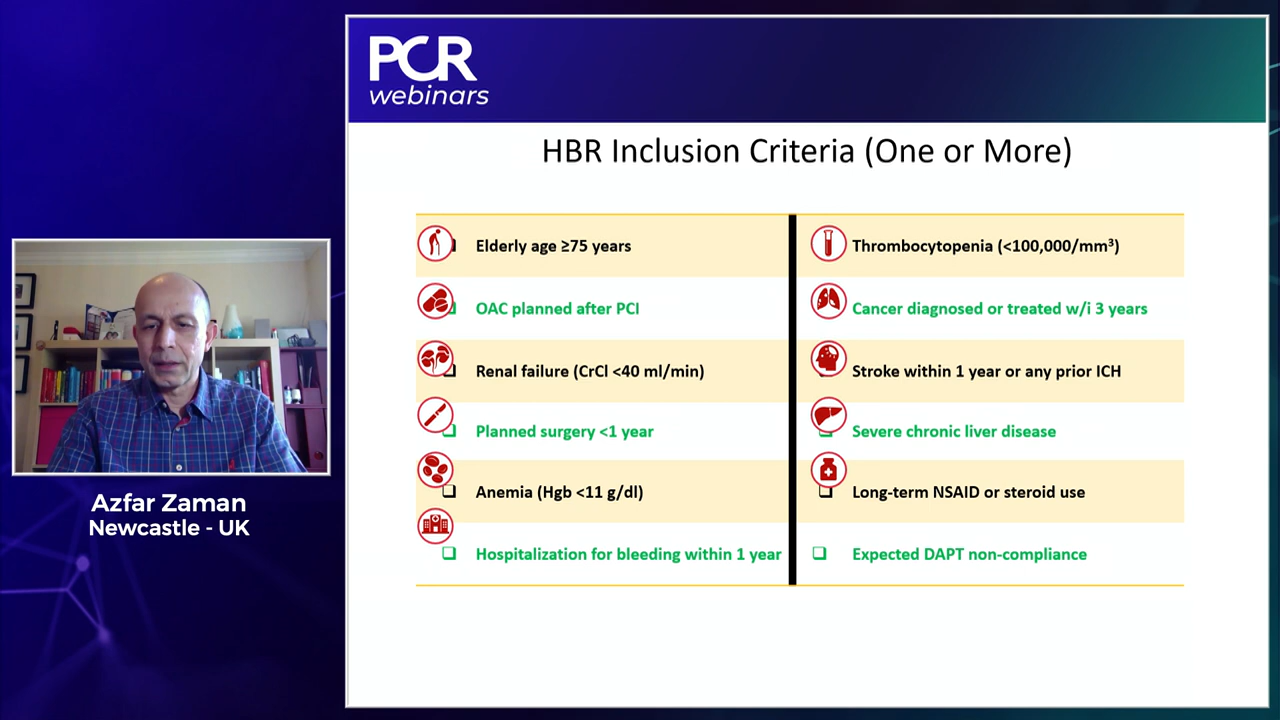 PCR
webinars
HBR Inclusion Criteria (One or More)
Elderly age ≥75 years
OAC planned after PCI
Renal failure (CrCl <40 ml/min)
Planned surgery <1 year
Anemia (Hgb <11 g/dl)
Hospitalization for bleeding within 1 year
Thrombocytopenia (<100,000/mm³)
Cancer diagnosed or treated w/i 3 years
Stroke within 1 year or any prior ICH
Severe chronic liver disease
Long-term NSAID or steroid use
Expected DAPT non-compliance
Azfar Zaman
Newcastle - UK